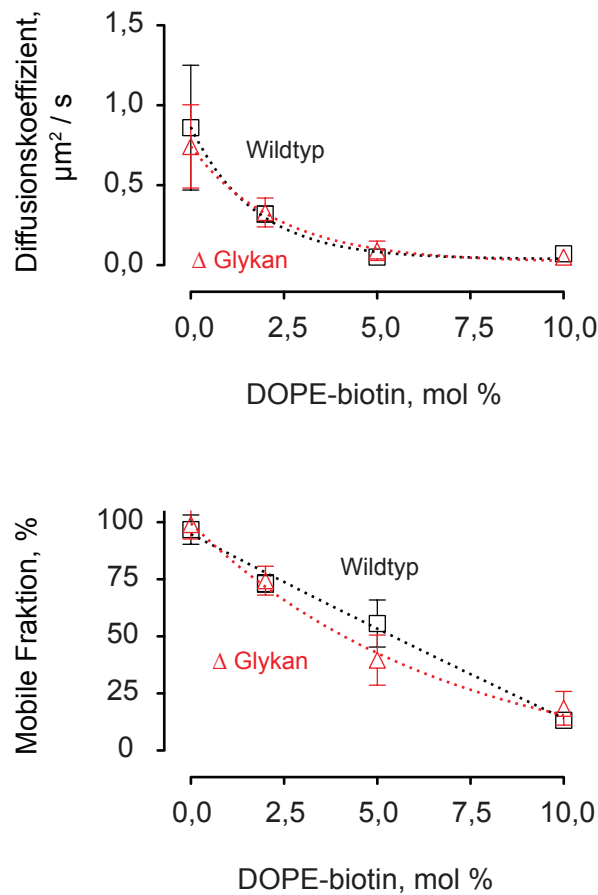 Diffusionskoeffizient,
µm² / s
1,5
1,0
0,5
0,0
Wildtyp
Δ Glykan
0,0 2,5 5,0 7,5 10,0
DOPE-biotin, mol %
Mobile Fraktion, %
100
75
50
25
0
Wildtyp
Δ Glykan
0,0 2,5 5,0 7,5 10,0
DOPE-biotin, mol %